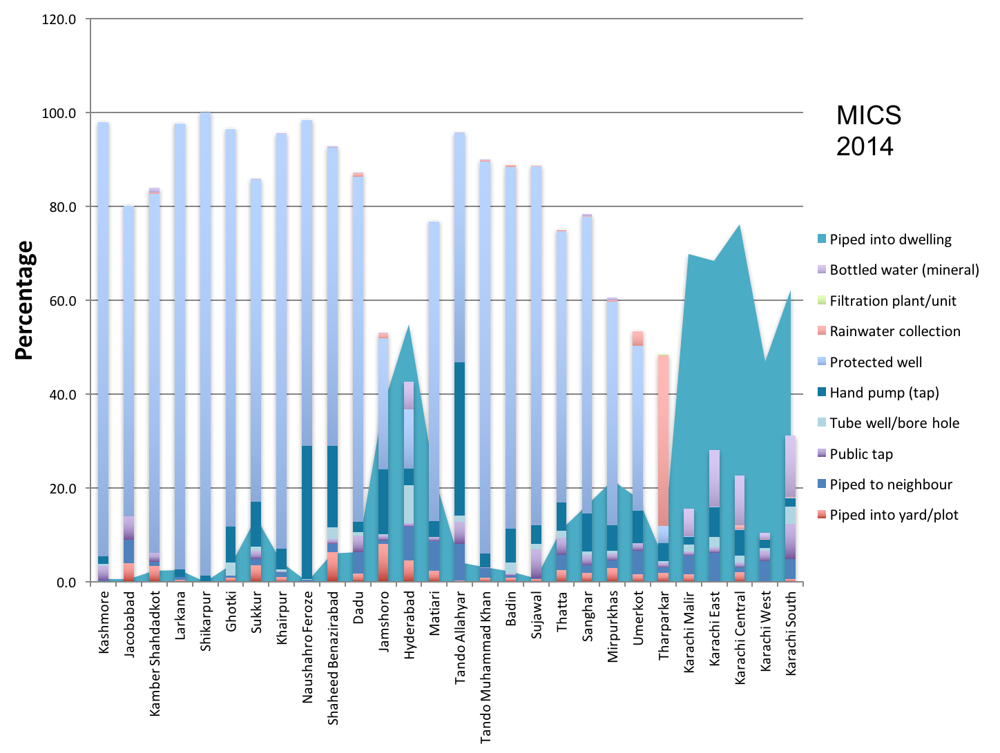 120.0
100.0
80.0
60.0
40.0
20.0
0.0
Percentage
Kashmore
Jacobabad
Kamber Shahdadkot
Larkana
Shikarpur
Ghotki
Sukkur
Khairpur
Naushahro Feroze
Shaheed Benazirabad
Dadu
Jamshoro
Hyderabad
Matiari
Tando Allahyar
Tando Muhammad Khan
Badin
Sujawal
Thatta
Sanghar
Mirpurkhas
Umerkot
Tharparkar
Karachi Malir
Karachi East
Karachi Central
Karachi West
Karachi South
MICS
2014
Piped into dwelling
Bottled water (mineral)
Filtration plant/unit
Rainwater collection
Protected well
Hand pump (tap)
Tube well/bore hole
Public tap
Piped to neighbour
Piped into yard/plot